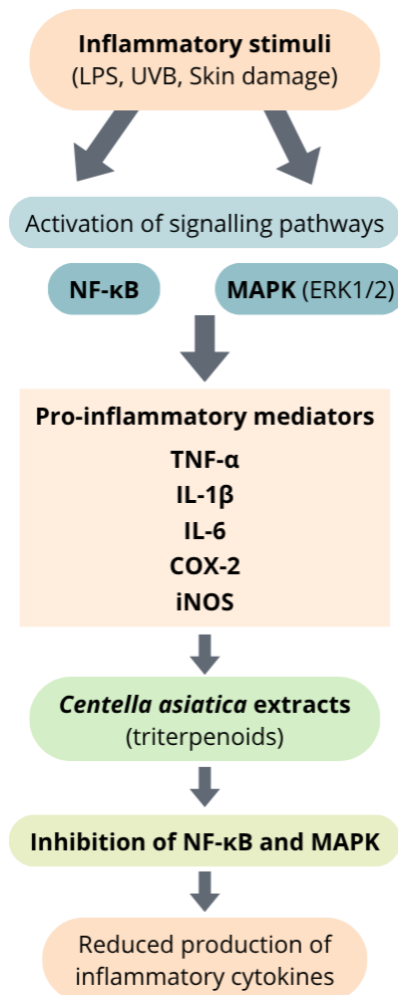 Inflammatory stimuli
(LPS, UVB, Skin damage)
Activation of signalling pathways
NF-κB
MAPK (ERK1/2)
Pro-inflammatory mediators
TNF-α
IL-1β
IL-6
COX-2
iNOS
Centella asiatica extracts
(triterpenoids)
Inhibition of NF-κB and MAPK
Reduced production of
inflammatory cytokines